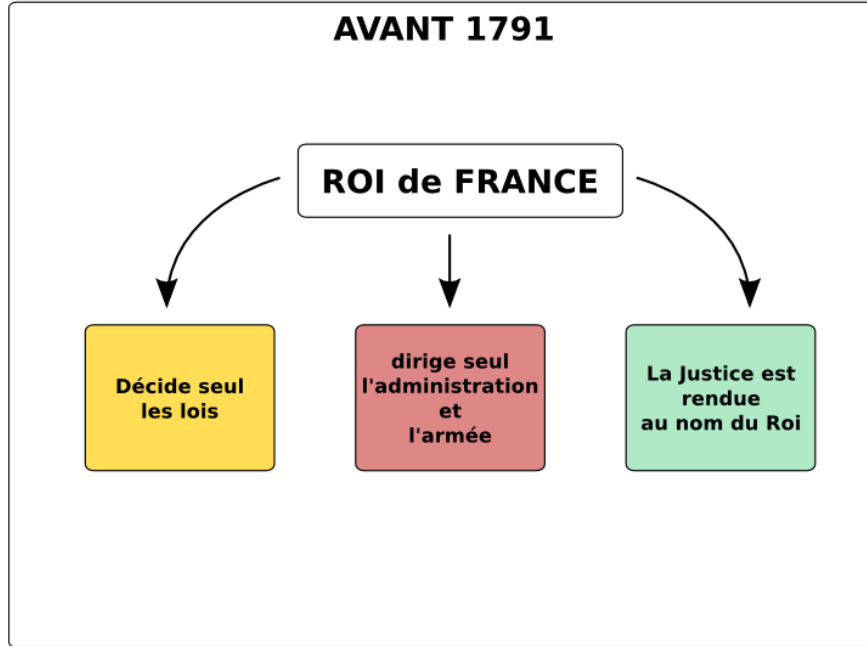 AVANT 1791
ROI de FRANCE
Décide seul
les lois
dirige seul
l'administration
et
l'armée
La Justice est
rendue
au nom du Roi